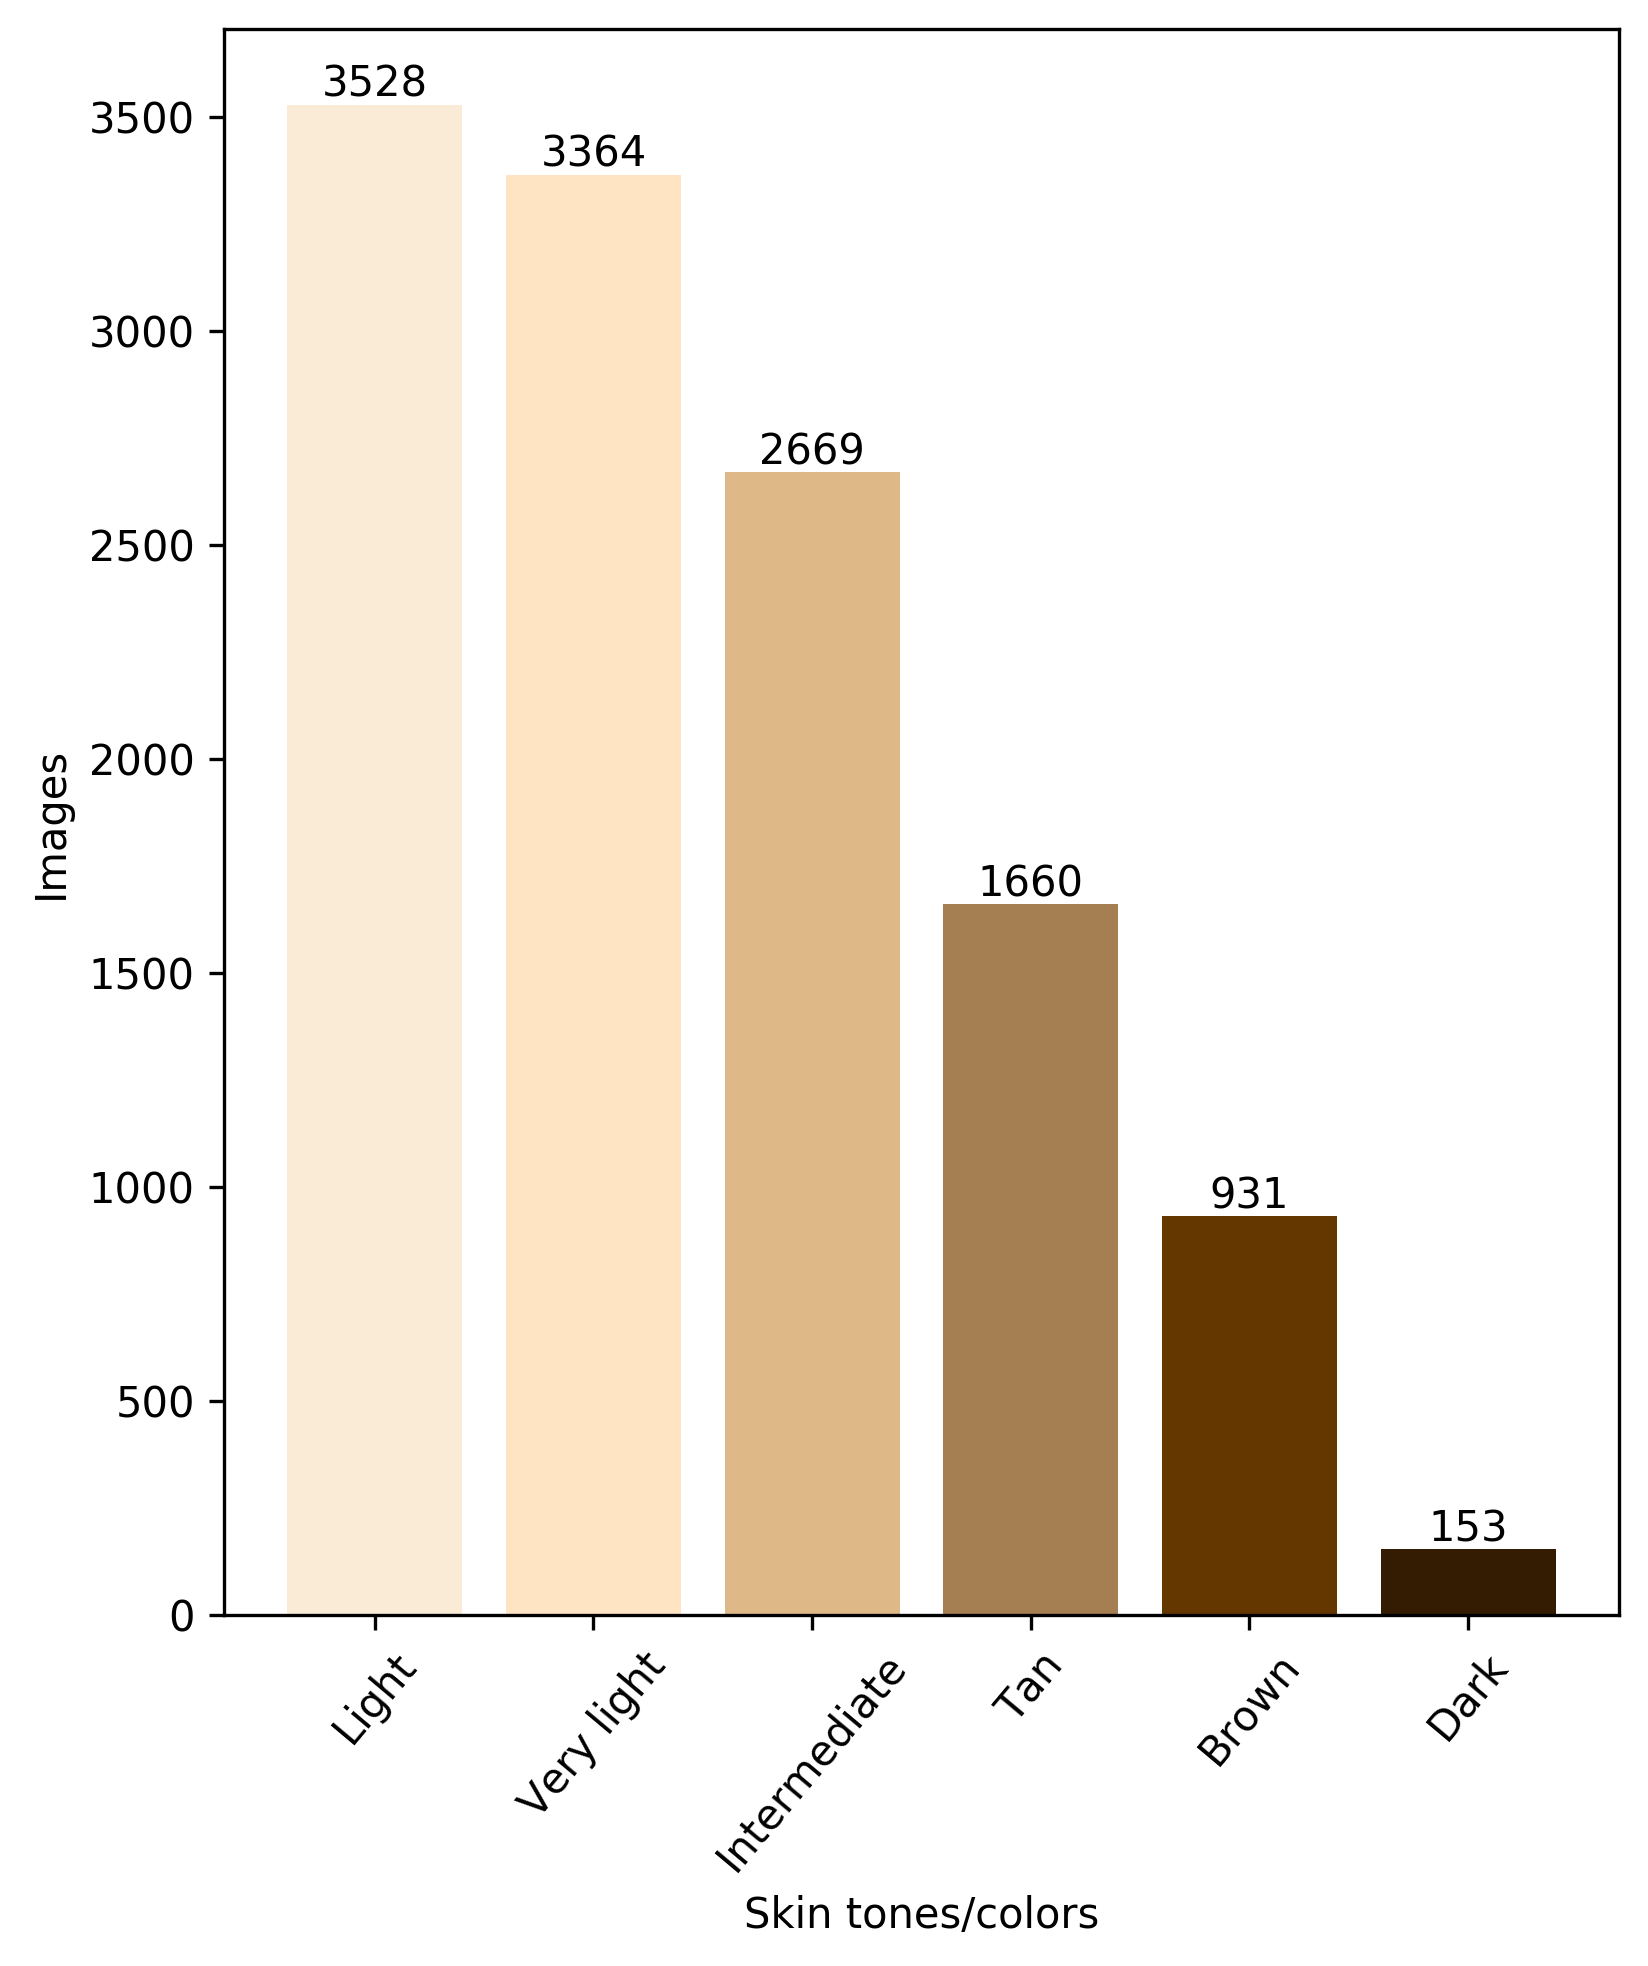 3528
3364
2669
1660
931
153
3500
3000
2500
2000
1500
1000
500
0
Images
Light
Very light
Intermediate
Tan
Brown
Dark
Skin tones/colors